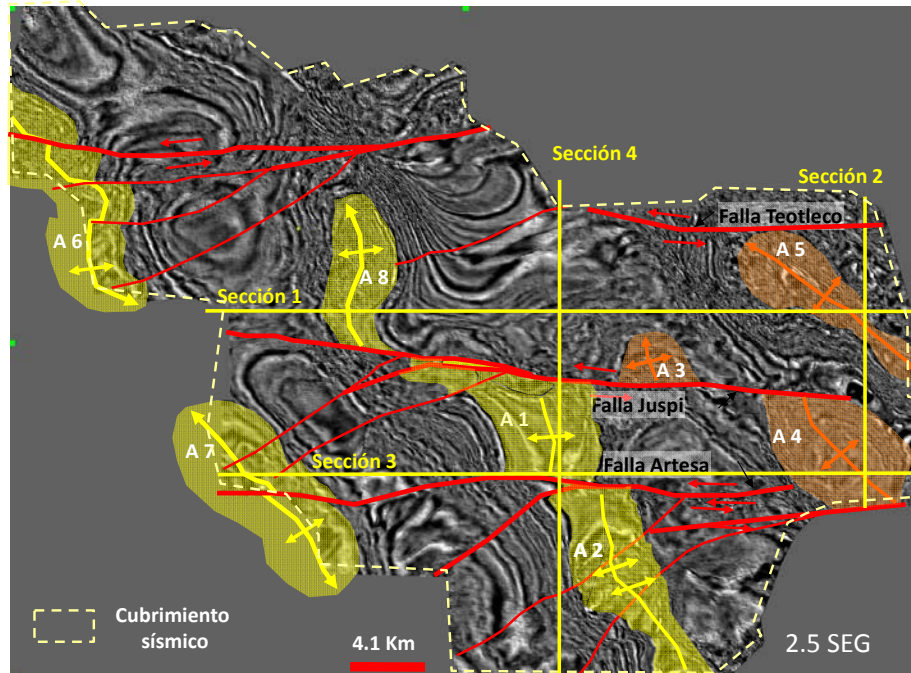 Sección 4
Sección 2
Falla Teotleco
A 5
A 6
A 8
Sección 1
A 3
Falla Juspi
A 1
A 4
A 7
Sección 3
Falla Artesa
A 2
Cubrimiento
sísmico
4.1 Km
2.5 SEG